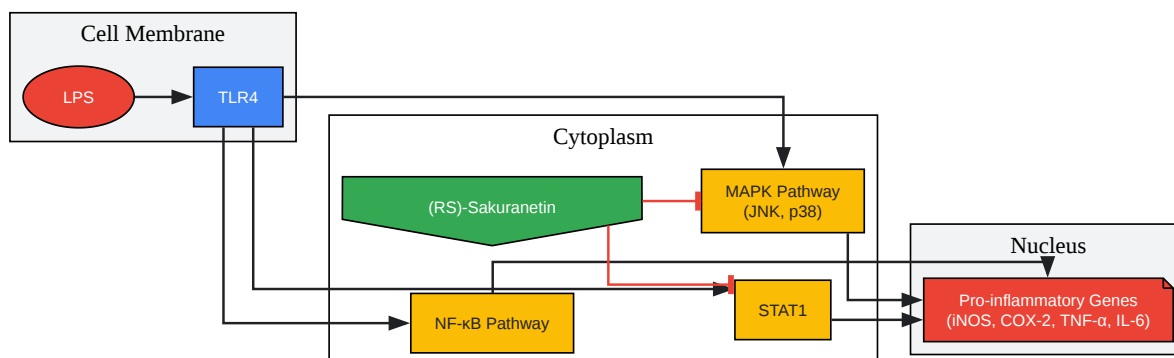 Cell Membrane
LPS
TLR4
Cytoplasm
(RS)-Sakuranetin
MAPK Pathway
(JNK, p38)
NF-κB Pathway
STAT1
Nucleus
Pro-inflammatory Genes
(iNOS, COX-2, TNF-α, IL-6)